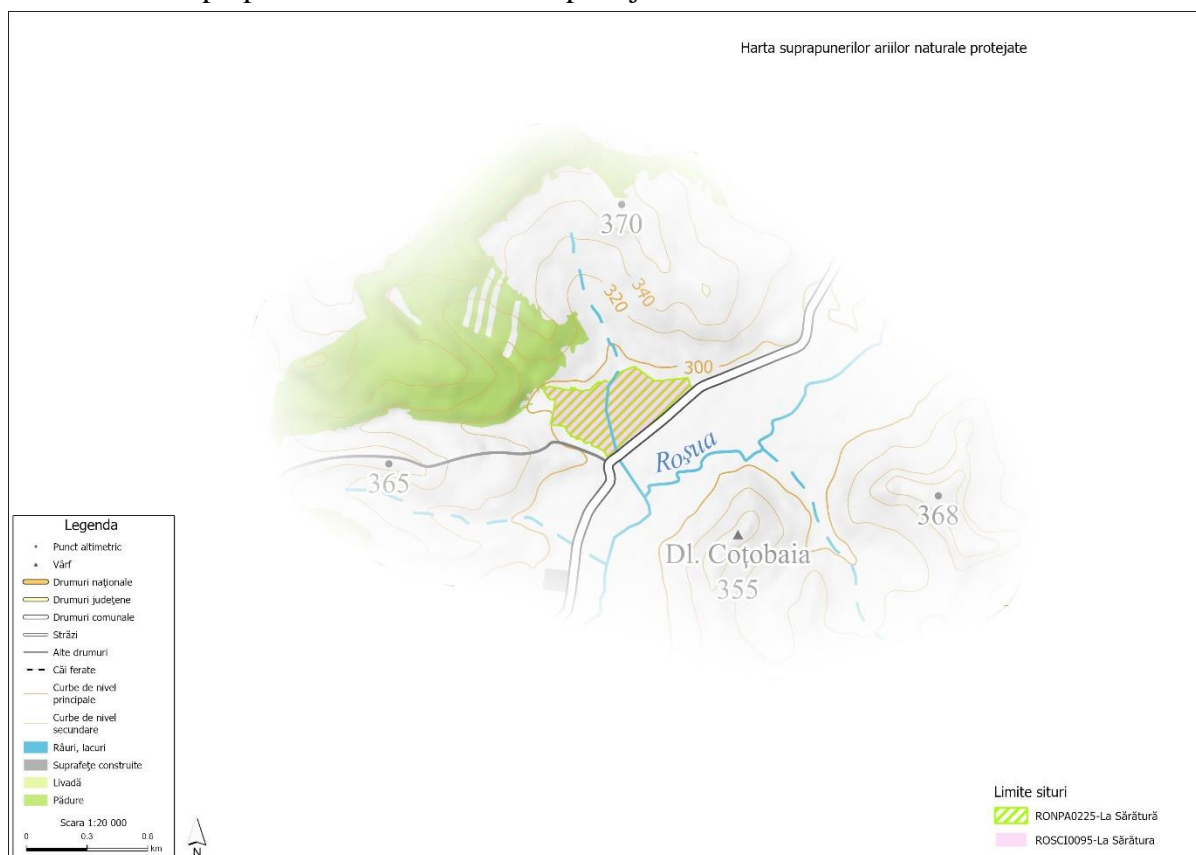 Harta suprapunerilor ariilor naturale protejate
370
340
320
300
Roșua
365
368
Dl. Coțobaia
355
Legenda
Punct altimetric
Vârf
Drumuri naționale
Drumuri județene
Drumuri comunale
Străzi
Alte drumuri
Căi ferate
Curbe de nivel
principale
Curbe de nivel
secundare
Râuri, lacuri
Suprafețe construite
Livadă
Pădure
Scara 1:20 000
0 0.3 0.6
km
N
Limite situri
RONPA0225-La Sărătură
ROSCI0095-La Sărătura